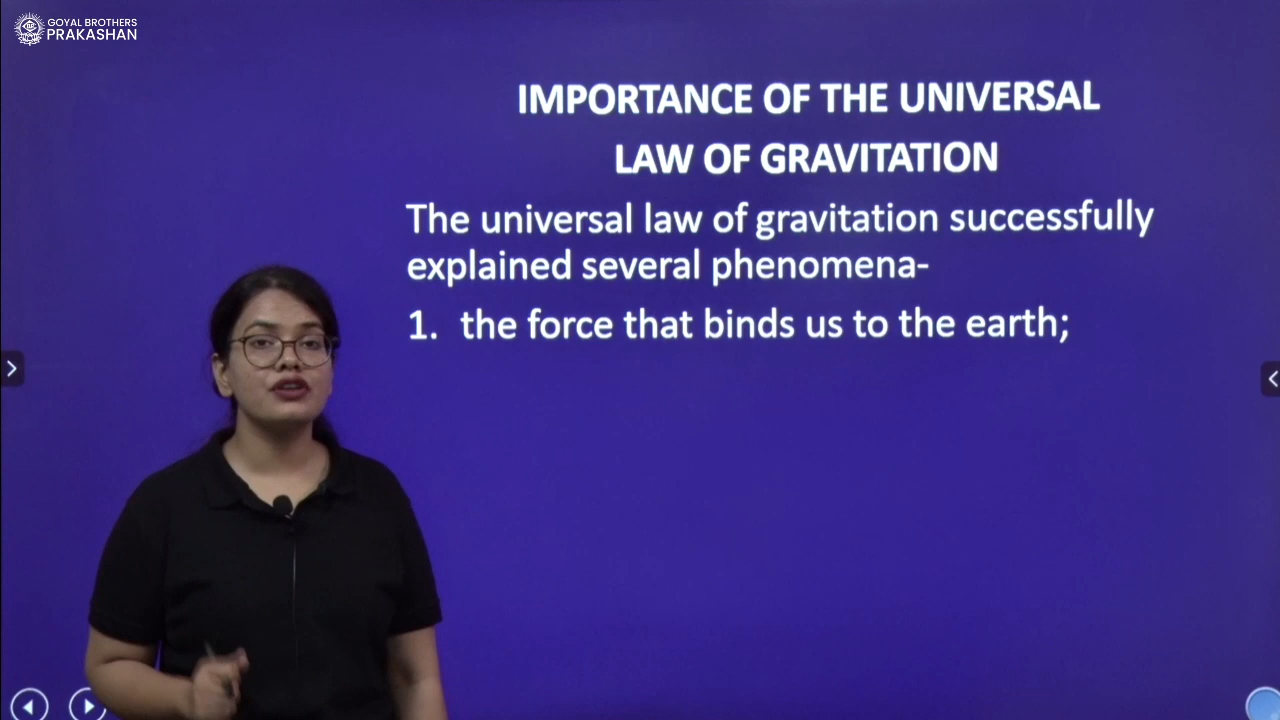 GOYAL BROTHERS
PRAKASHAN
IMPORTANCE OF THE UNIVERSAL
LAW OF GRAVITATION
The universal law of gravitation successfully
explained several phenomena-
1. the force that binds us to the earth;